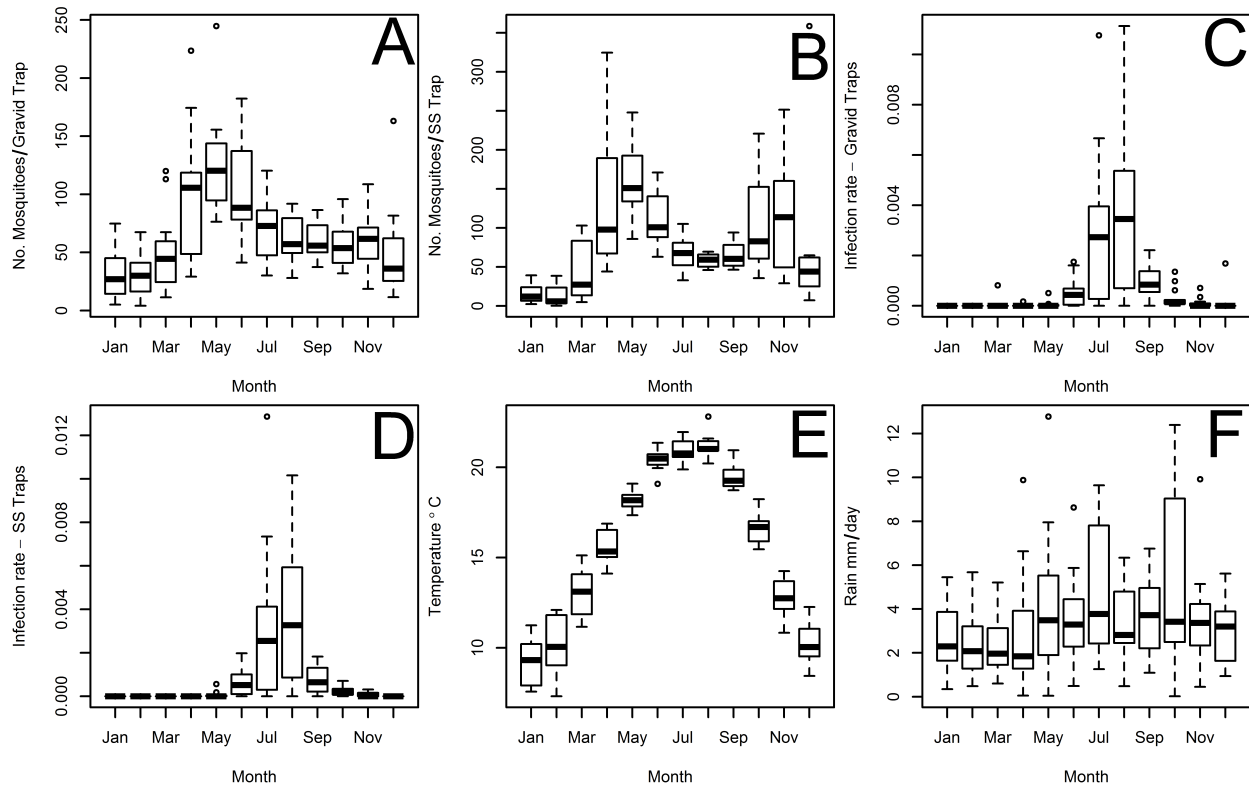 A
No. Mosquitoes/Gravid Trap
0 50 100 150 200 250
Jan Mar May Jul Sep Nov
Month
B
No. Mosquitoes/SS Trap
0 50 100 200 300
Jan Mar May Jul Sep Nov
Month
C
Infection rate – Gravid Traps
0.000 0.004 0.008
Jan Mar May Jul Sep Nov
Month
D
Infection rate – SS Traps
0.000 0.004 0.008 0.012
Jan Mar May Jul Sep Nov
Month
E
Temperature ° C
10 15 20
Jan Mar May Jul Sep Nov
Month
F
Rain mm/day
0 2 4 6 8 10 12
Jan Mar May Jul Sep Nov
Month